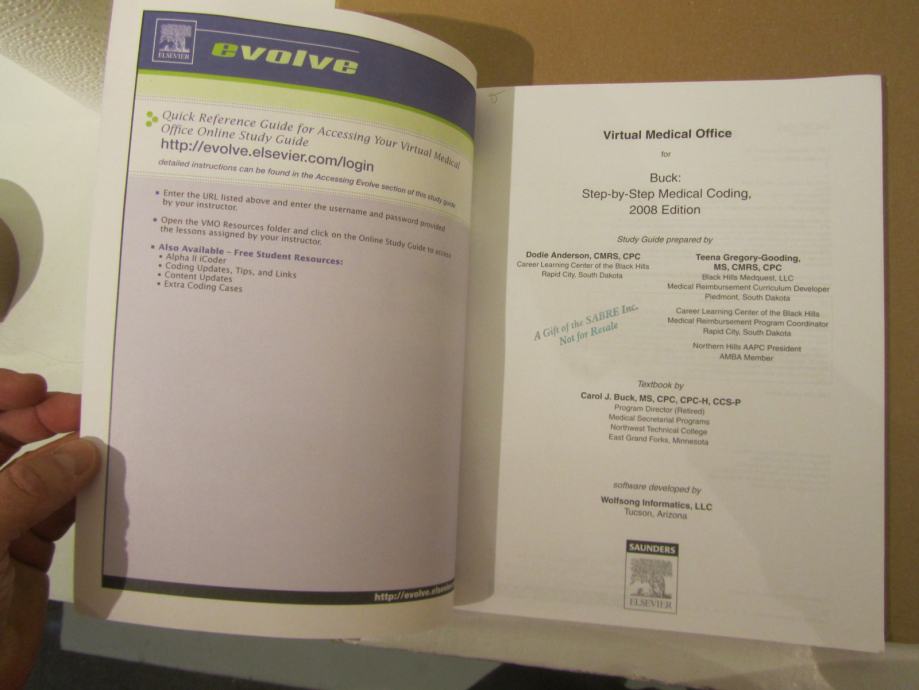 ELSEVIER
evolve
Quick Reference Guide for Accessing Your Virtual Medical
Office Online Study Guide
http://evolve.elsevier.com/login
detailed instructions can be found in the Accessing Evolve section of this study guide
• Enter the URL listed above and enter the username and password provided
by your instructor.
• Open the VMO Resources folder and click on the Online Study Guide to access
the lessons assigned by your instructor.
• Also Available – Free Student Resources:
• Alpha II iCoder
• Coding Updates, Tips, and Links
• Content Updates
• Extra Coding Cases
http://evolve.elsevier
Virtual Medical Office
for
Buck:
Step-by-Step Medical Coding,
2008 Edition
Study Guide prepared by
Dodie Anderson, CMRS, CPC
Career Learning Center of the Black Hills
Rapid City, South Dakota
Teena Gregory-Gooding,
MS, CMRS, CPC
Black Hills Medquest, LLC
Medical Reimbursement Curriculum Developer
Piedmont, South Dakota
Career Learning Center of the Black Hills
Medical Reimbursement Program Coordinator
Rapid City, South Dakota
Northern Hills AAPC President
AMBA Member
A Gift of the SABRE Inc.
Not for Resale
Textbook by
Carol J. Buck, MS, CPC, CPC-H, CCS-P
Program Director (Retired)
Medical Secretarial Programs
Northwest Technical College
East Grand Forks, Minnesota
software developed by
Wolfsong Informatics, LLC
Tucson, Arizona
SAUNDERS
ELSEVIER